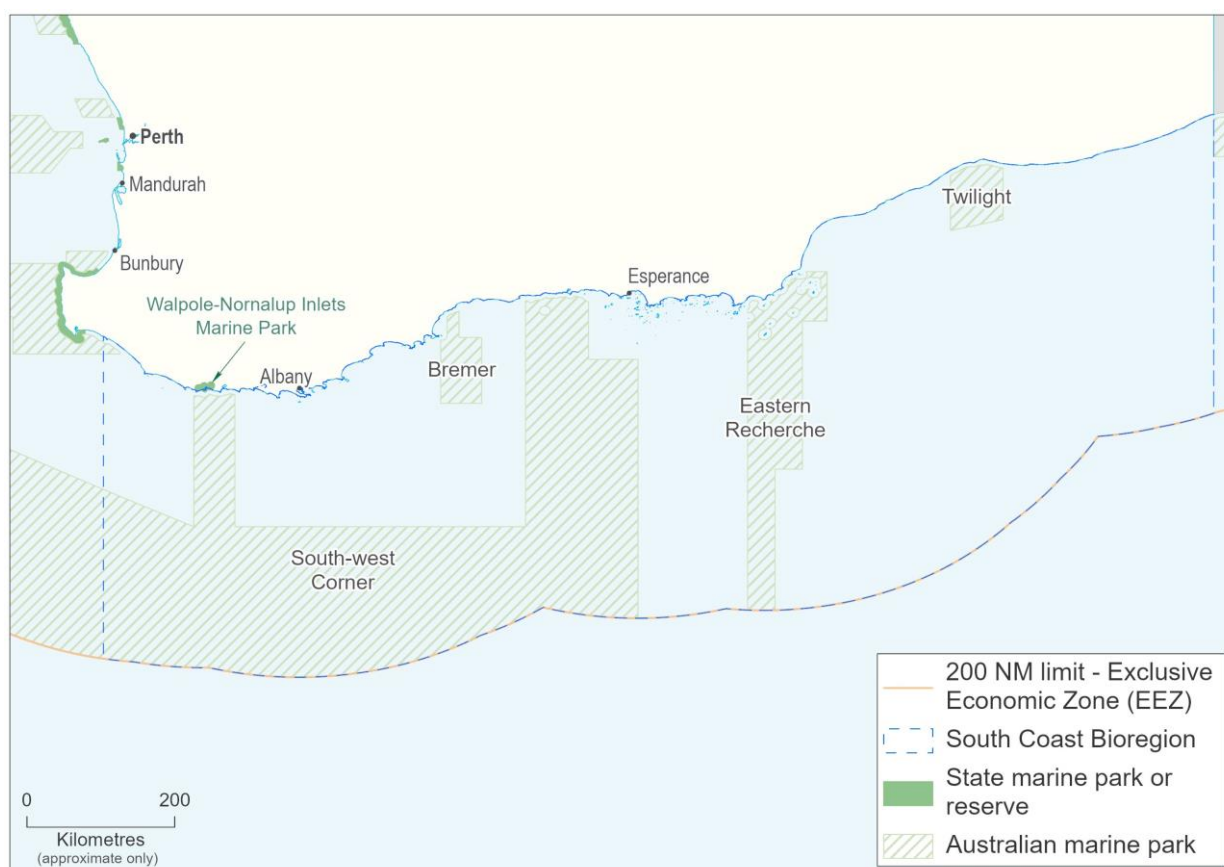 Perth
Mandurah
Bunbury
Walpole-Nornalup Inlets
Marine Park
Albany
Bremer
Esperance
Twilight
Eastern
Recherche
South-west
Corner
0 200
Kilometres
(approximate only)
200 NM limit - Exclusive
Economic Zone (EEZ)
South Coast Bioregion
State marine park or
reserve
Australian marine park